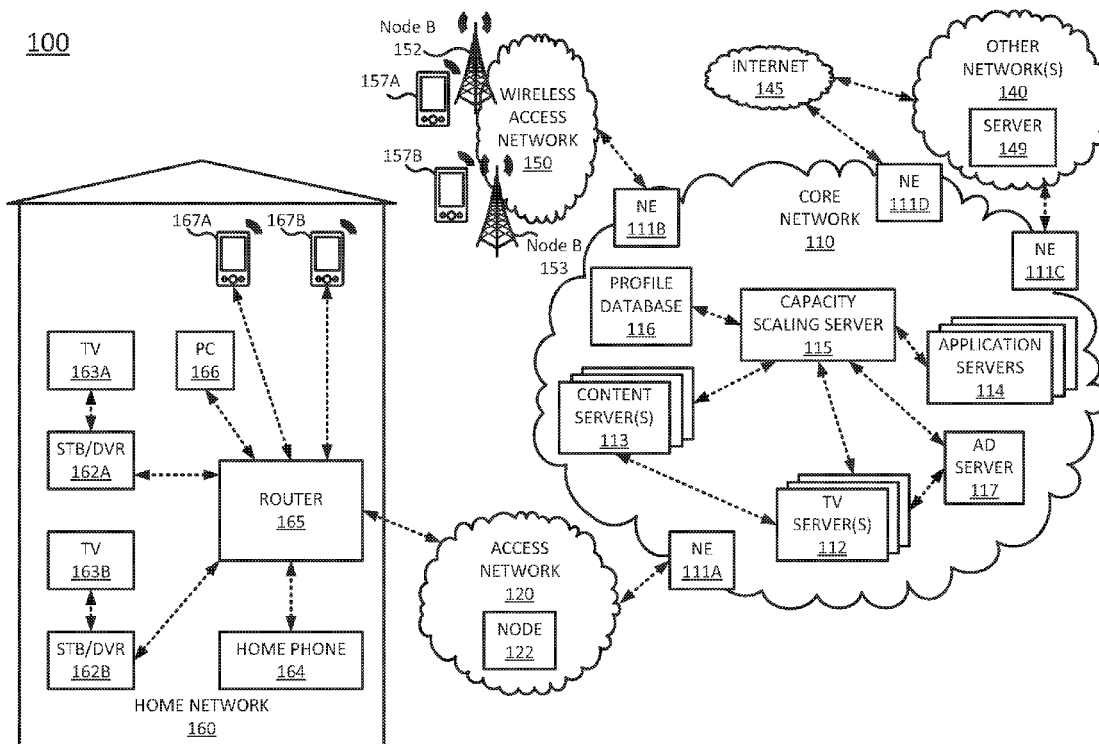 100
Node B
152
157A
157B
WIRELESS
ACCESS
NETWORK
150
Node B
153
INTERNET
145
OTHER
NETWORK(S)
140
SERVER
149
NE
111B
NE
111D
NE
111C
CORE
NETWORK
110
PROFILE
DATABASE
116
CAPACITY
SCALING SERVER
115
APPLICATION
SERVERS
114
CONTENT
SERVER(S)
113
AD
SERVER
117
TV
SERVER(S)
112
NE
111A
ACCESS
NETWORK
120
NODE
122
167A
167B
TV
163A
PC
166
STB/DVR
162A
ROUTER
165
TV
163B
STB/DVR
162B
HOME PHONE
164
HOME NETWORK
160